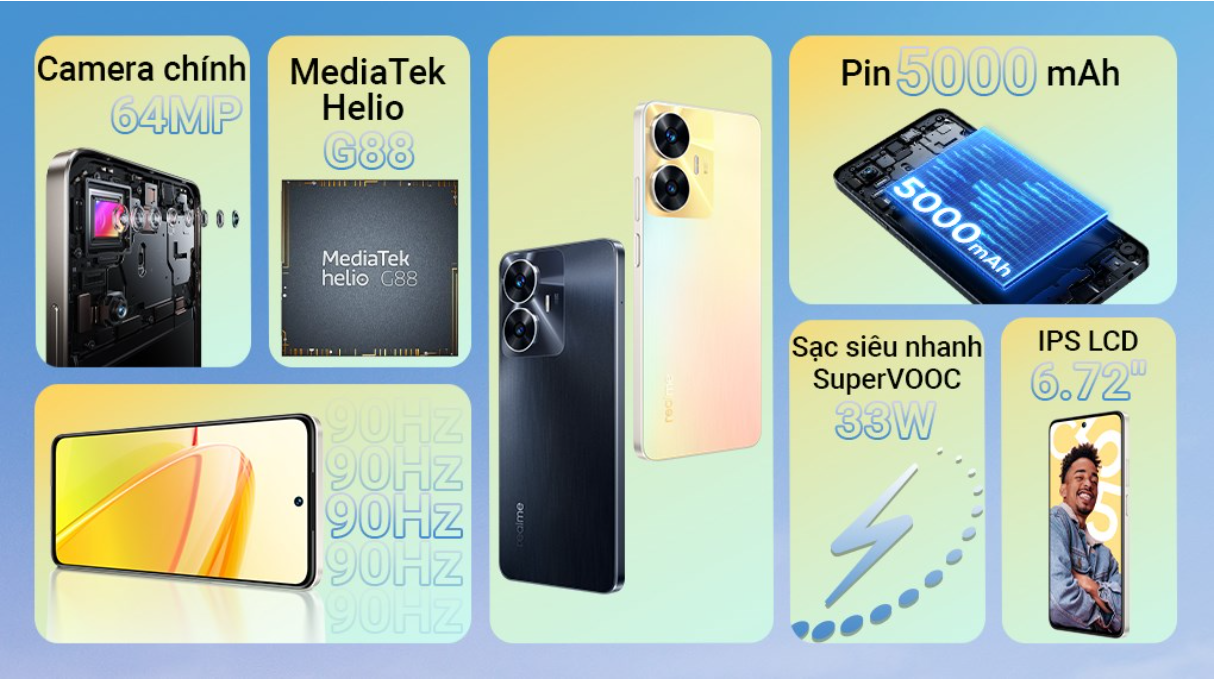 Camera chính
64MP
MediaTek
Helio
G88
MediaTek
helio G88
90Hz
90Hz
90Hz
90Hz
90Hz
realme
realme
Pin 5000 mAh
5000mAh
Sạc siêu nhanh
SuperVOOC
33W
IPS LCD
6.72"